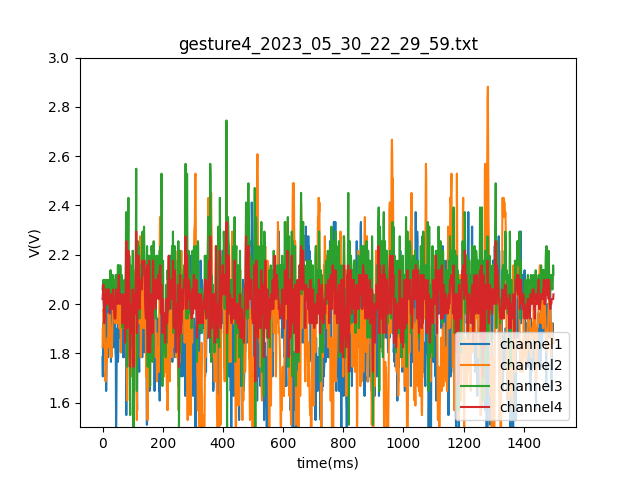 gesture4_2023_05_30_22_29_59.txt
3.0
2.8
2.6
2.4
2.2
2.0
1.8
1.6
V(V)
channel1
channel2
channel3
channel4
0 200 400 600 800 1000 1200 1400
time(ms)